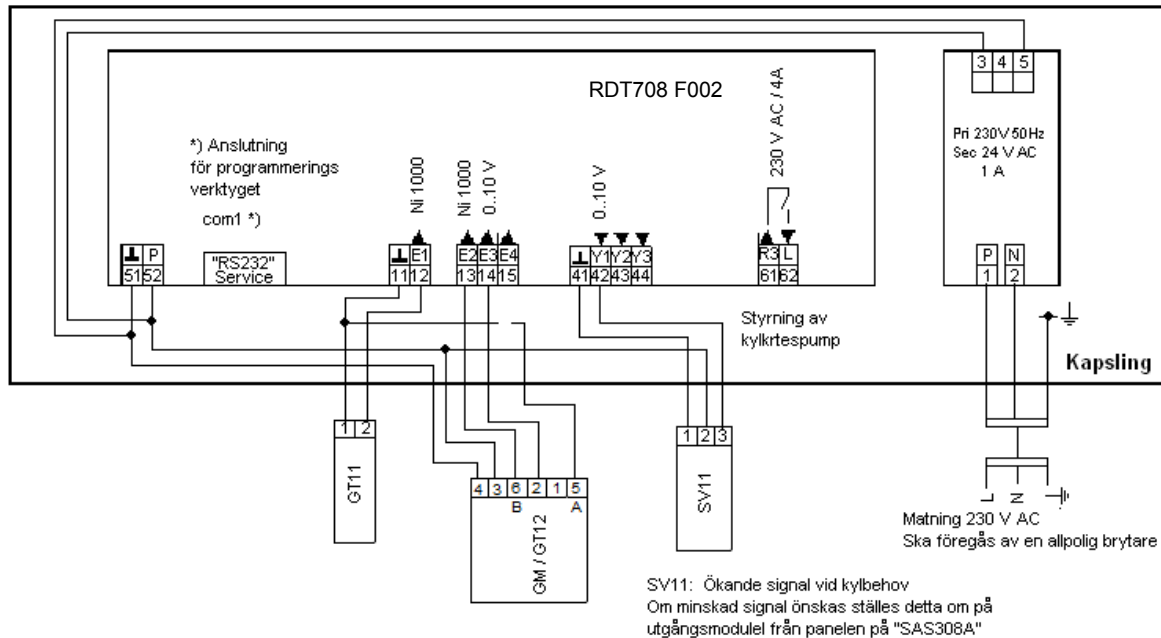 3 4 5
RDT708 F002
230 V AC / 4A
Pri 230V 50Hz
Sec 24 V AC
1 A
*) Anslutning
för programmerings
verktyget
com1 *)
Ni 1000
Ni 1000
0..10 V
0..10 V
P
"RS232"
Service
E1
E2 E3 E4
Y1 Y2 Y3
R3 L
P N
51 52
11 12
13 14 15
41 42 43 44
61 62
1 2
Styrning av
kylkrtespump
Kapsling
1 2
GT11
4 3 6 2 1 5
B A
GM / GT12
1 2 3
SV11
L N
Matning 230 V AC
Ska föregås av en allpolig brytare
SV11: Ökande signal vid kylbehov
Om minskad signal önskas ställes detta om på
utgångsmodulel från panelen på "SAS308A"